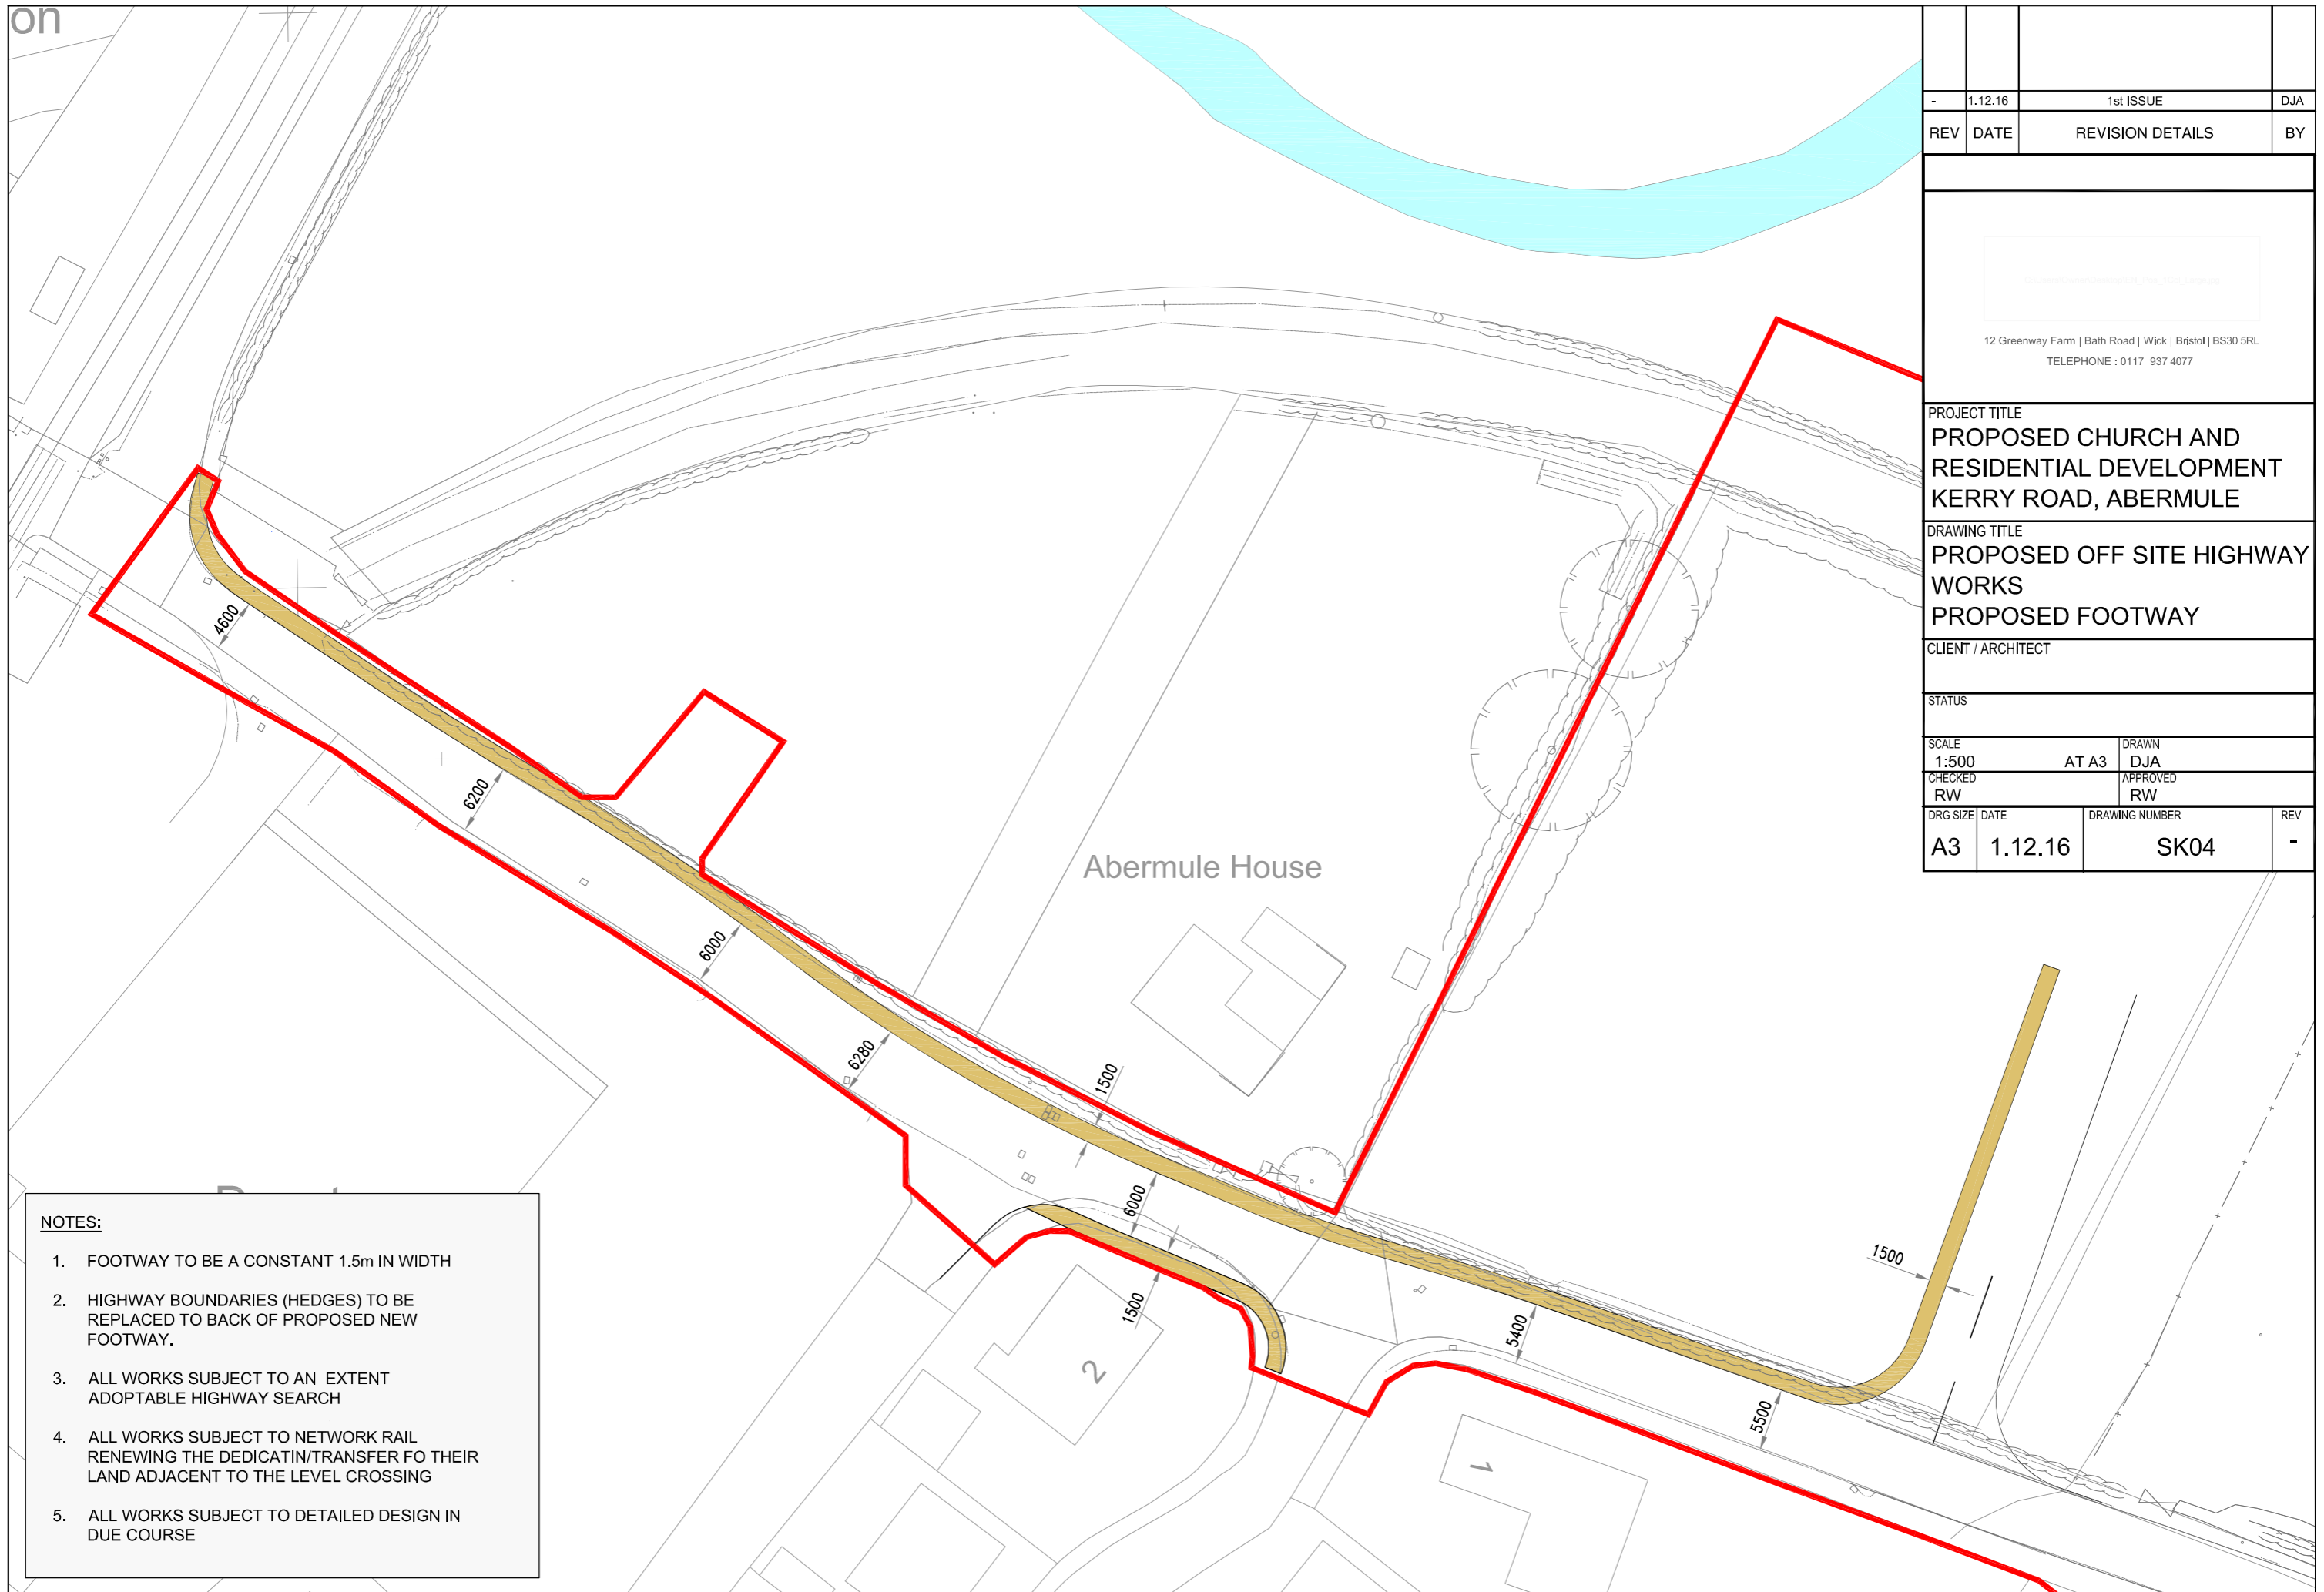 on
- 1.12.16 1st ISSUE DJA
REV DATE REVISION DETAILS BY
12 Greenway Farm | Bath Road | Wick | Bristol | BS30 5RL
TELEPHONE : 0117 937 4077
PROJECT TITLE
PROPOSED CHURCH AND
RESIDENTIAL DEVELOPMENT
KERRY ROAD, ABERMULE
DRAWING TITLE
PROPOSED OFF SITE HIGHWAY
WORKS
PROPOSED FOOTWAY
CLIENT / ARCHITECT
STATUS
SCALE DRAWN
1:500 AT A3 DJA
CHECKED APPROVED
RW RW
DRG SIZE DATE DRAWING NUMBER REV
A3 1.12.16 SK04 -
4600
6200
6000
6280
1500
Abermule House
6000
1500
5400
1500
5500
2
1
NOTES:
1. FOOTWAY TO BE A CONSTANT 1.5m IN WIDTH
2. HIGHWAY BOUNDARIES (HEDGES) TO BE
REPLACED TO BACK OF PROPOSED NEW
FOOTWAY.
3. ALL WORKS SUBJECT TO AN EXTENT
ADOPTABLE HIGHWAY SEARCH
4. ALL WORKS SUBJECT TO NETWORK RAIL
RENEWING THE DEDICATIN/TRANSFER FO THEIR
LAND ADJACENT TO THE LEVEL CROSSING
5. ALL WORKS SUBJECT TO DETAILED DESIGN IN
DUE COURSE